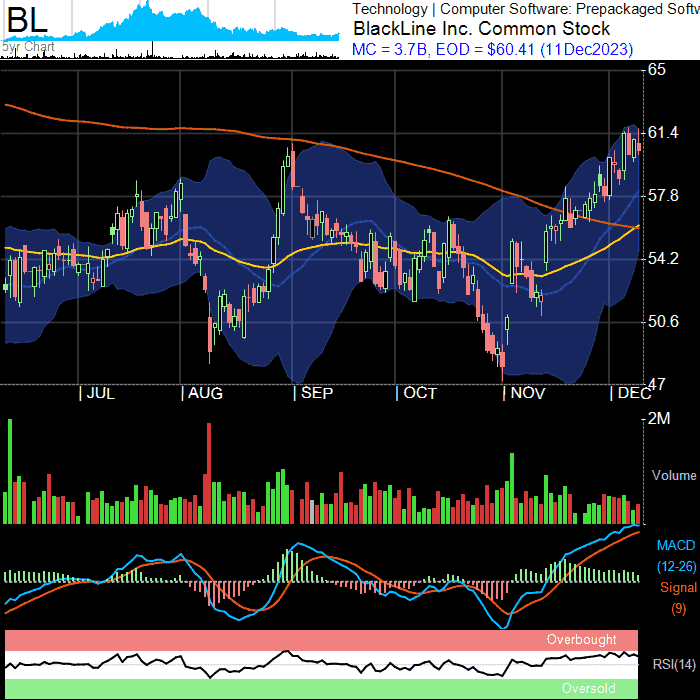 BL
5yr Chart
Technology | Computer Software: Prepackaged Softw
BlackLine Inc. Common Stock
MC = 3.7B, EOD = $60.41 (11Dec2023)
65
61.4
57.8
54.2
50.6
47
| JUL | AUG | SEP | OCT | NOV | DEC
2M
Volume
MACD
(12-26)
Signal
(9)
Overbought
RSI(14)
Oversold